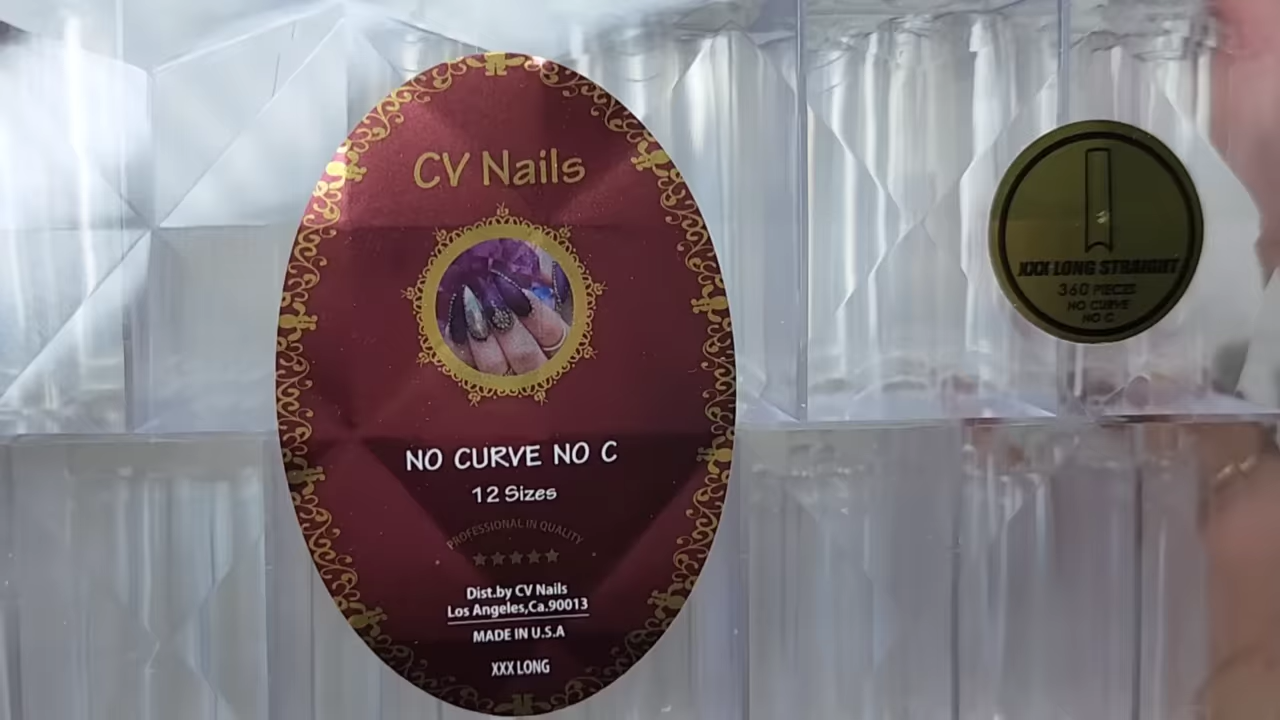 CV Nails
NO CURVE NO C
12 Sizes
PROFESSIONAL IN QUALITY
Dist.by CV Nails
Los Angeles,Ca.90013
MADE IN U.S.A
XXX LONG
XXX LONG STRAIGHT
360 PIECES
NO CURVE
NO C